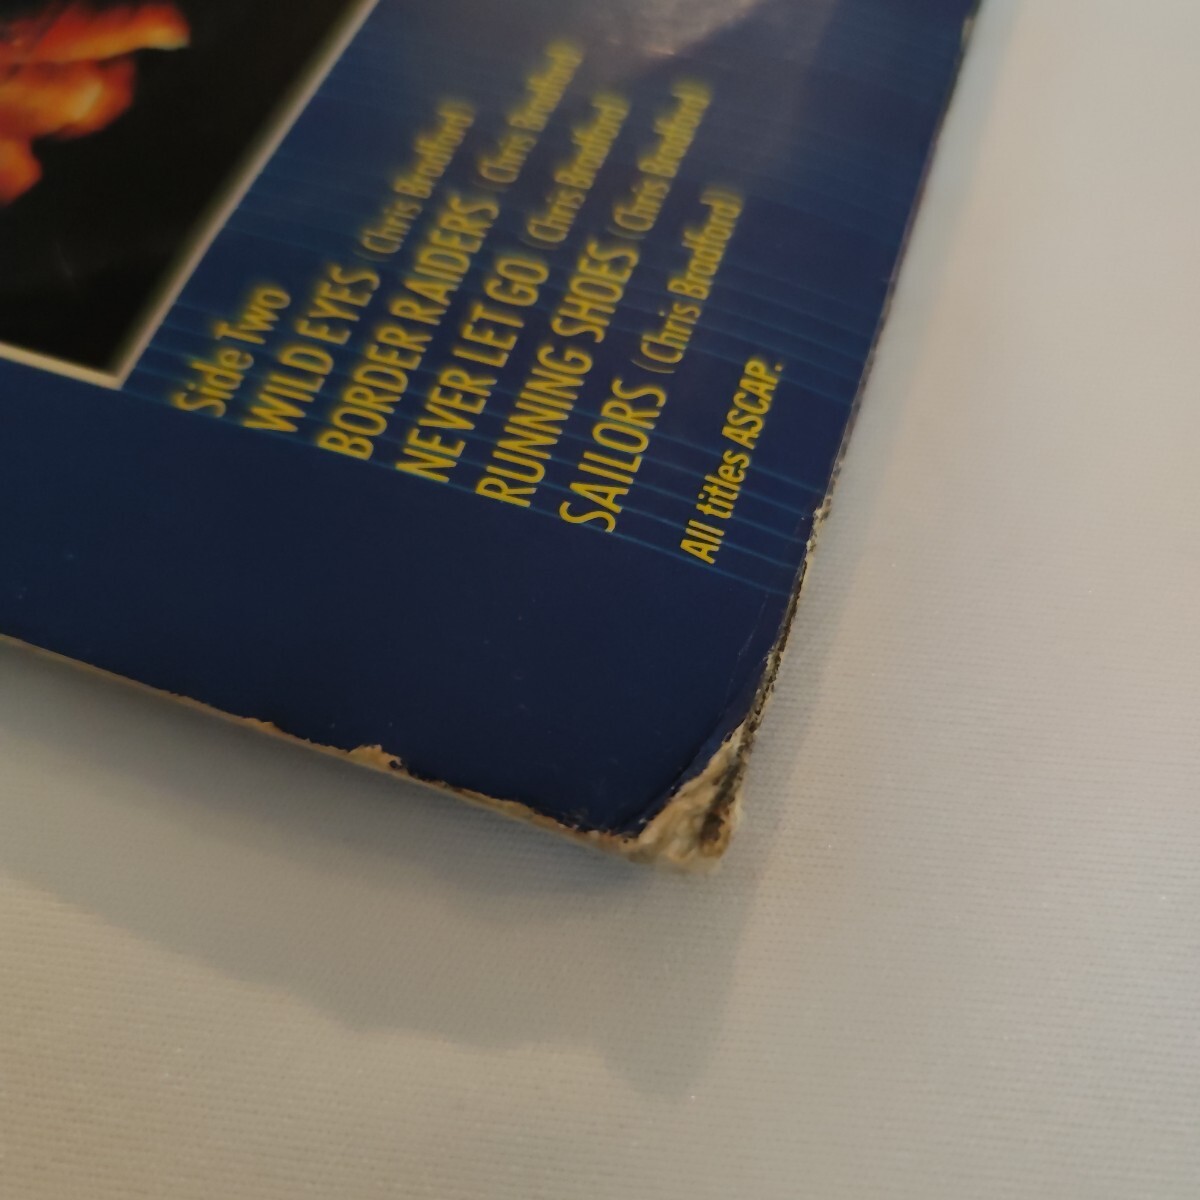 Side Two
WILD EYES (Chris Bradford)
BORDER RAIDERS (Chris Bradford)
NEVER LET GO (Chris Bradford)
RUNNING SHOES (Chris Bradford)
SAILORS (Chris Bradford)
All titles ASCAP.